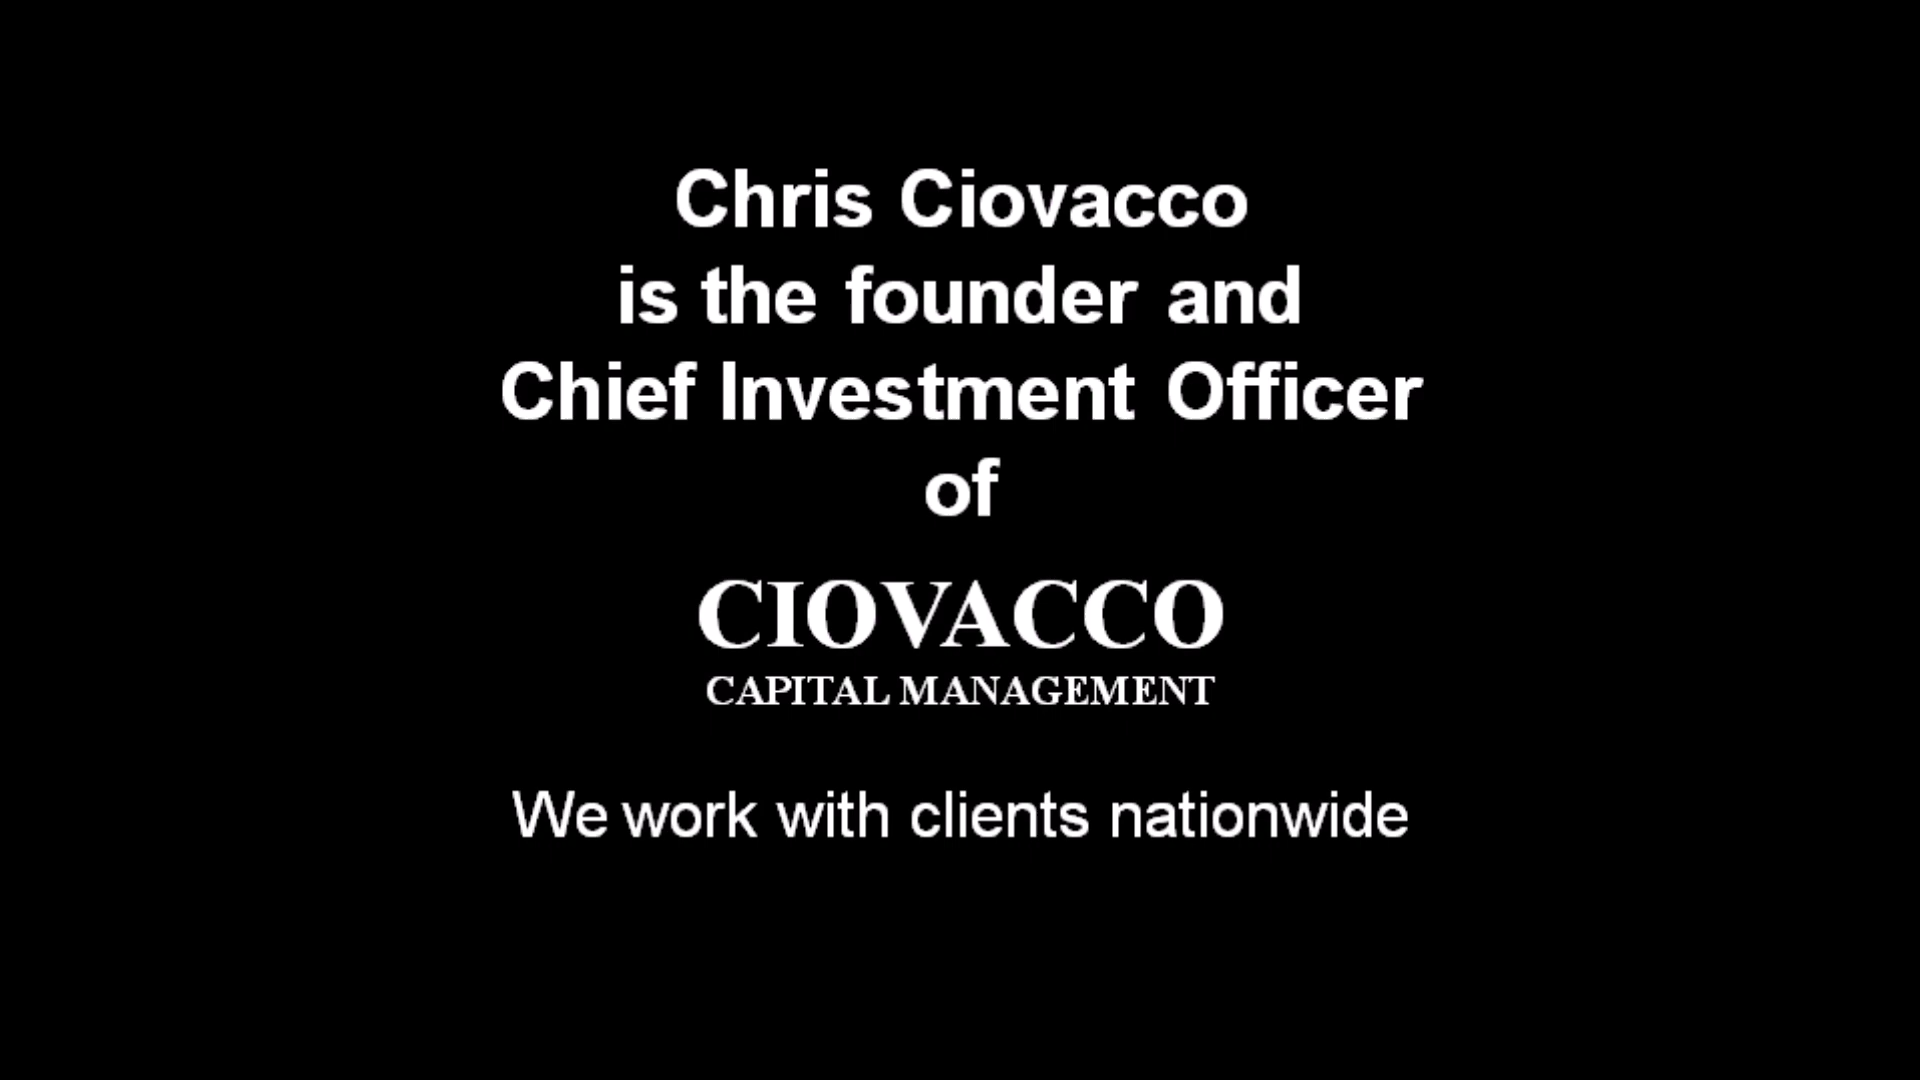 Chris Ciovacco
is the founder and
Chief Investment Officer
of
CIOVACCO
CAPITAL MANAGEMENT
We work with clients nationwide